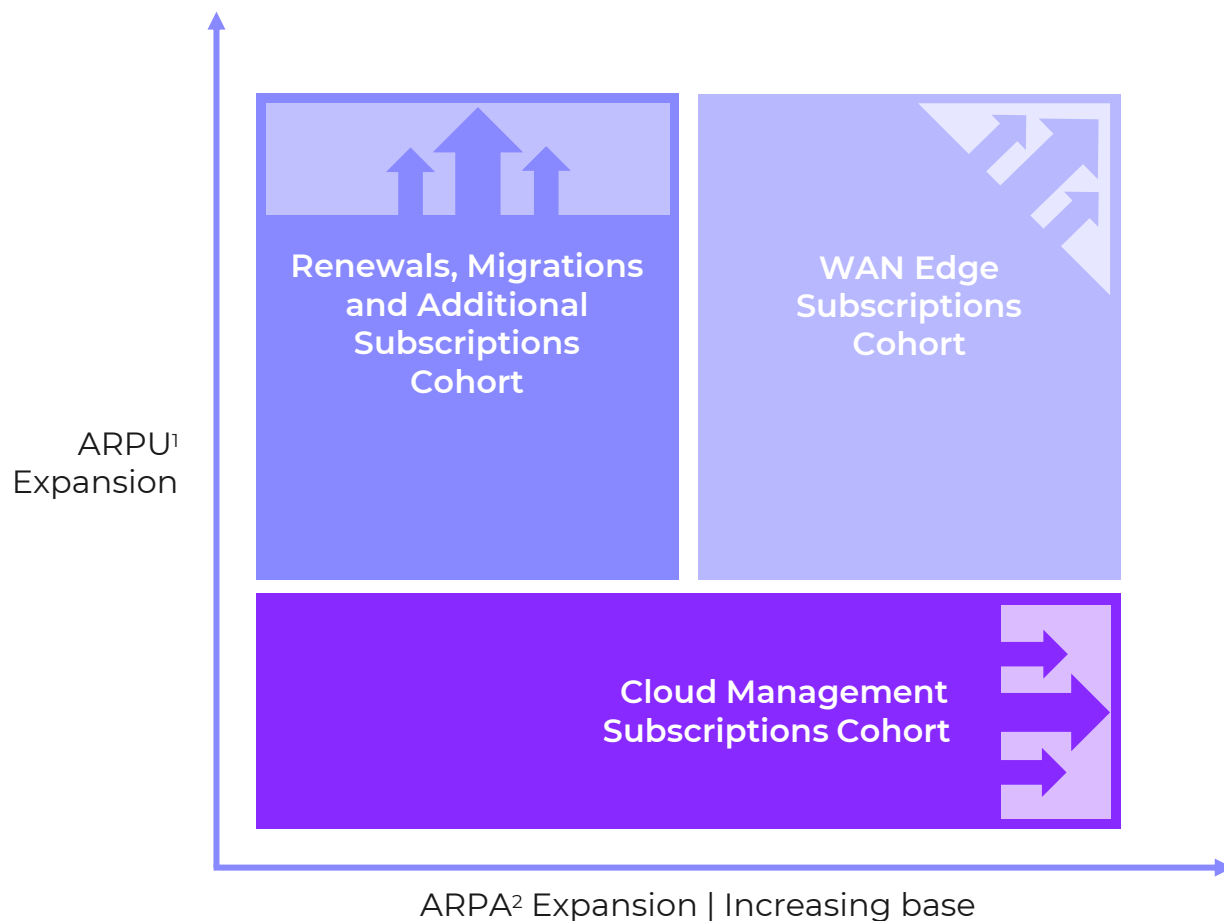 Renewals, Migrations
and Additional
Subscriptions
Cohort
WAN Edge
Subscriptions
Cohort
ARPU¹
Expansion
Cloud Management
Subscriptions Cohort
ARPA² Expansion | Increasing base